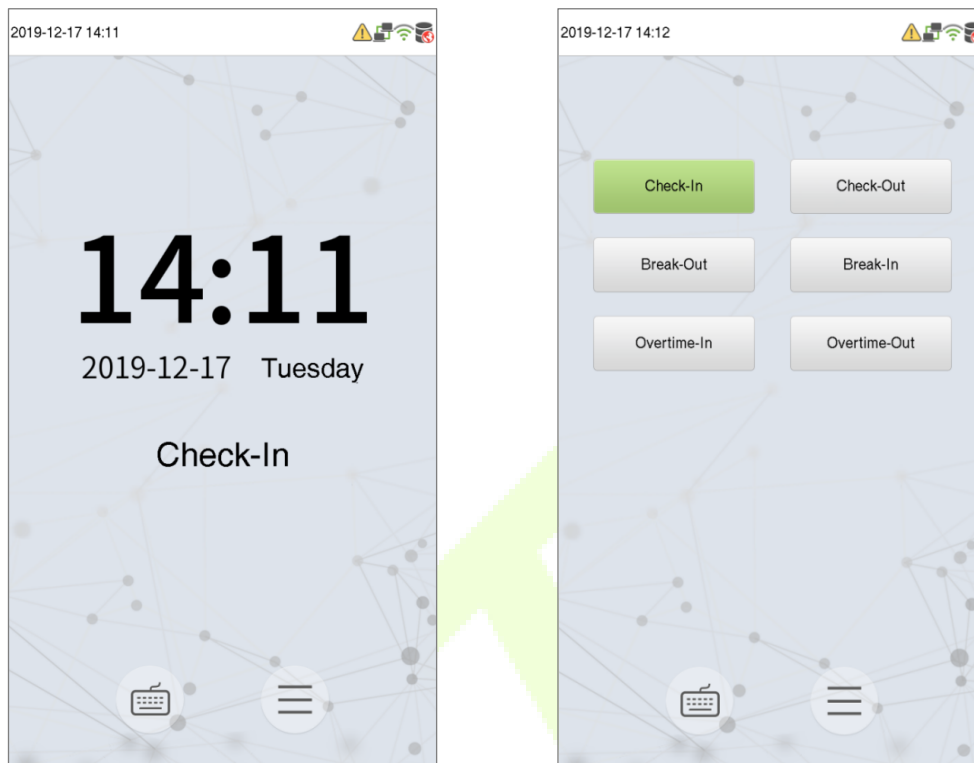 2019-12-17 14:11
14:11
2019-12-17 Tuesday
Check-In
2019-12-17 14:12
Check-In Check-Out
Break-Out Break-In
Overtime-In Overtime-Out